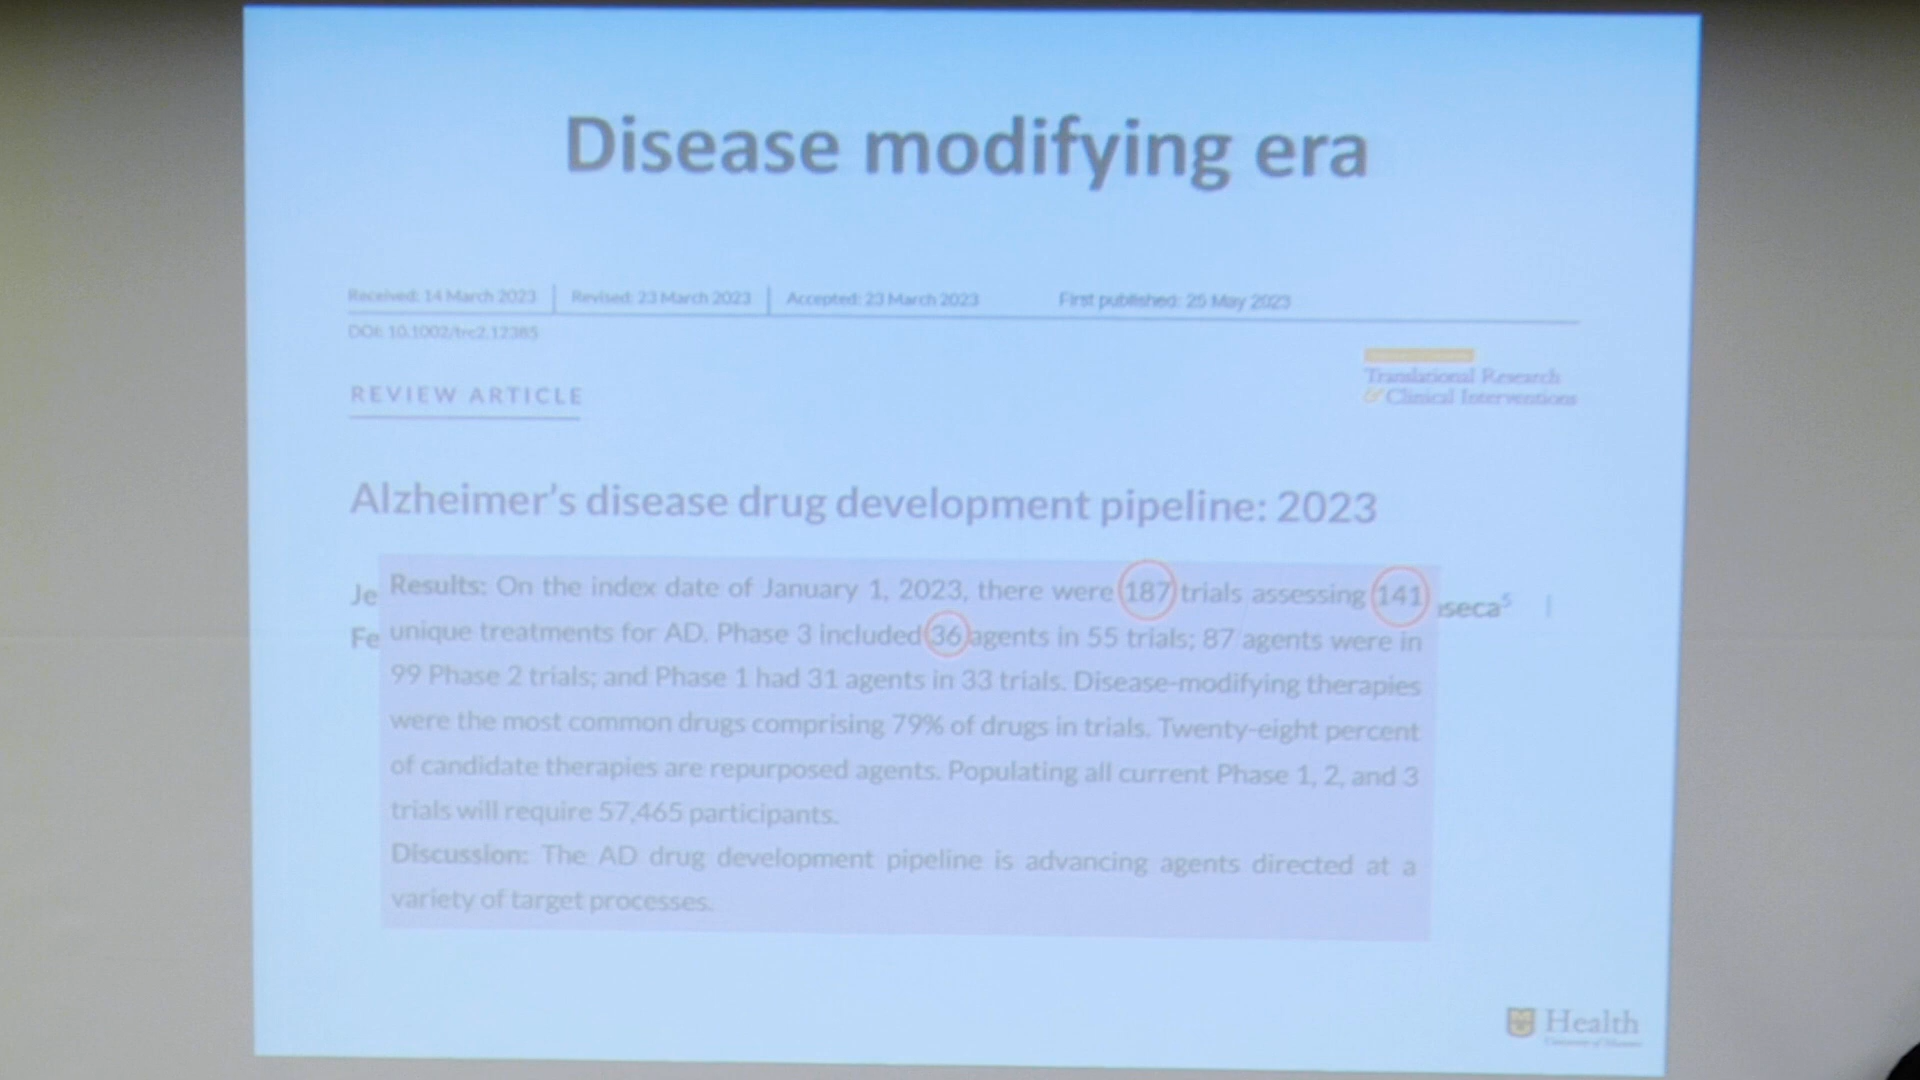 Disease modifying era
Received: 14 March 2023 | Revised: 23 March 2023 | Accepted: 23 March 2023 First published: 25 May 2023
DOI: 10.1002/trc2.12385
Translational Research
& Clinical Interventions
REVIEW ARTICLE
Alzheimer's disease drug development pipeline: 2023
Je
Results: On the index date of January 1, 2023, there were 187 trials assessing 141
Fe
unique treatments for AD. Phase 3 included 36 agents in 55 trials; 87 agents were in
99 Phase 2 trials; and Phase 1 had 31 agents in 33 trials. Disease-modifying therapies
were the most common drugs comprising 79% of drugs in trials. Twenty-eight percent
of candidate therapies are repurposed agents. Populating all current Phase 1, 2, and 3
trials will require 57,465 participants.
Discussion: The AD drug development pipeline is advancing agents directed at a
variety of target processes.
seca5 |
Health